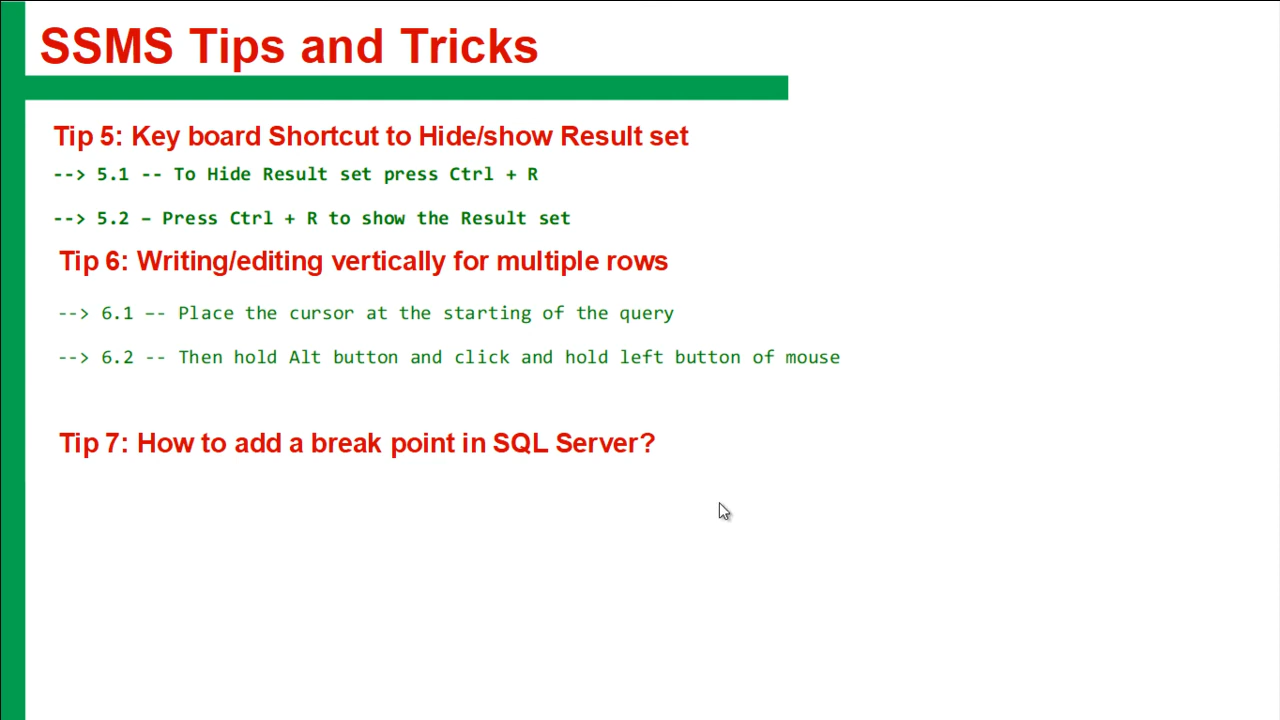 SSMS Tips and Tricks
Tip 5: Key board Shortcut to Hide/show Result set
--> 5.1 -- To Hide Result set press Ctrl + R
--> 5.2 – Press Ctrl + R to show the Result set
Tip 6: Writing/editing vertically for multiple rows
--> 6.1 –- Place the cursor at the starting of the query
--> 6.2 -- Then hold Alt button and click and hold left button of mouse
Tip 7: How to add a break point in SQL Server?